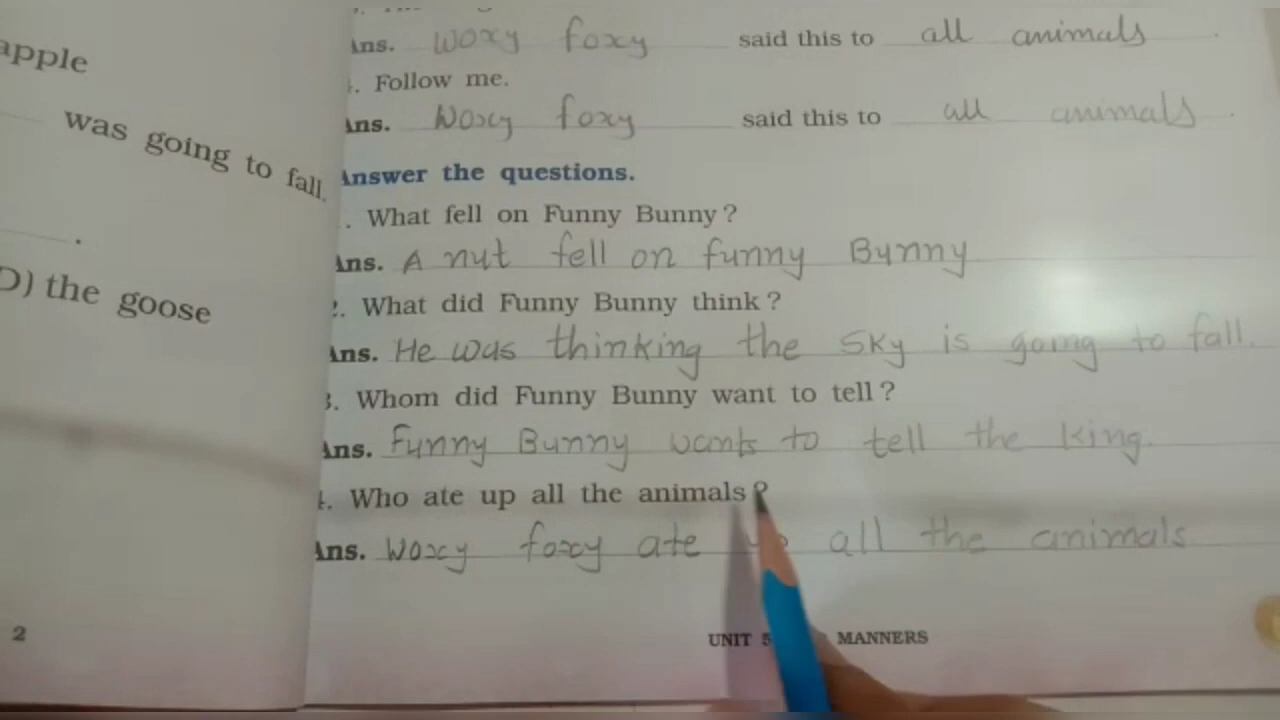 apple
was going to fall.
.
D) the goose
2
Ans. woxy foxy said this to all animals.
. Follow me.
Ans. Woxy foxy said this to all animals.
Answer the questions.
. What fell on Funny Bunny?
Ans. A nut fell on funny Bunny
2. What did Funny Bunny think?
Ans. He was thinking the sky is going to fall.
3. Whom did Funny Bunny want to tell?
Ans. funny Bunny wants to tell the king.
4. Who ate up all the animals?
Ans. Woxy foxy ate all the animals
UNIT 5 MANNERS